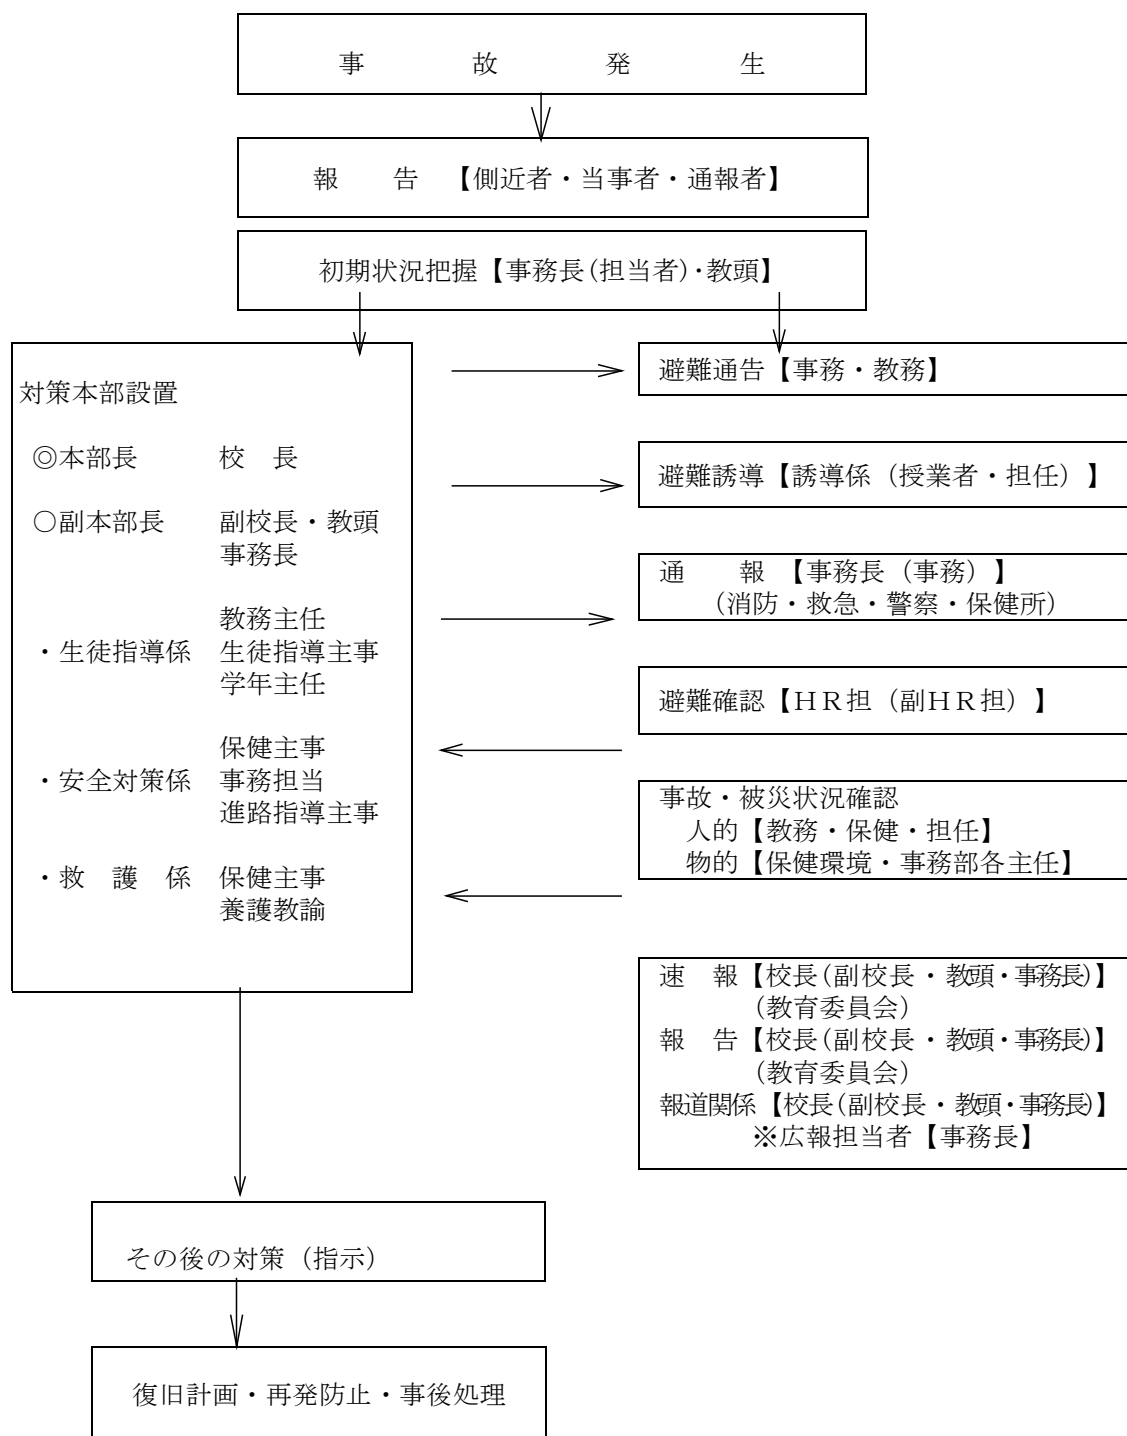 事　故　発　生
報　告　【側近者・当事者・通報者】
初期状況把握【事務長(担当者)・教頭】
対策本部設置
◎本部長　校　長
○副本部長　副校長・教頭
事務長
教務主任
・生徒指導係　生徒指導主事
学年主任
保健主事
・安全対策係　事務担当
進路指導主事
・救　護　係　保健主事
養護教諭
避難通告【事務・教務】
避難誘導【誘導係（授業者・担任）】
通　報　【事務長（事務）】
（消防・救急・警察・保健所）
避難確認【ＨＲ担（副ＨＲ担）】
事故・被災状況確認
人的【教務・保健・担任】
物的【保健環境・事務部各主任】
速　報【校長(副校長・教頭・事務長)】
（教育委員会）
報　告【校長(副校長・教頭・事務長)】
（教育委員会）
報道関係【校長(副校長・教頭・事務長)】
※広報担当者【事務長】
その後の対策（指示）
復旧計画・再発防止・事後処理